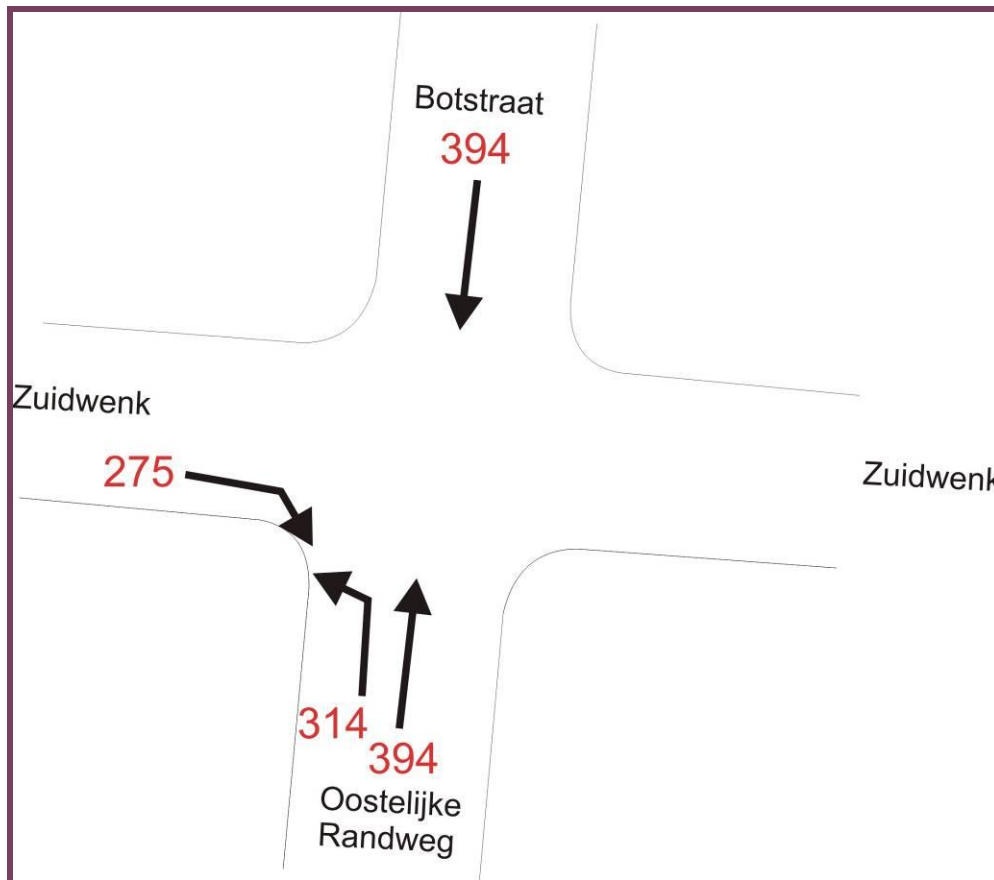 Botstraat
394
Zuidwenk
275
Zuidwenk
314
394
Oostelijke
Randweg